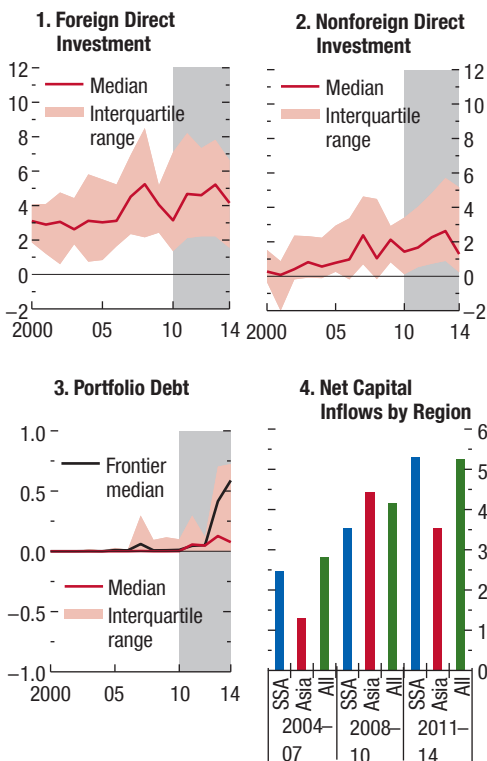 1. Foreign Direct
Investment
12
10
8
6
4
2
0
−2
2000 05 10 14
Median
Interquartile
range
2. Nonforeign Direct
Investment
12
10
8
6
4
2
0
−2
2000 05 10 14
Median
Interquartile
range
3. Portfolio Debt
1.0
0.5
0.0
−0.5
−1.0
2000 05 10 14
Frontier
median
Median
Interquartile
range
4. Net Capital
Inflows by Region
6
5
4
3
2
1
0
SSA Asia All SSA Asia All SSA Asia All
2004– 2008– 2011–
07 10 14